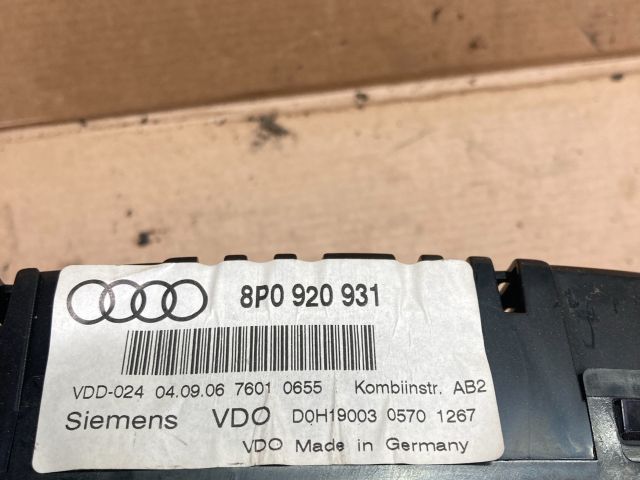 8P0 920 931
VDD-024 04.09.06 7601 0655 Kombiinstr. AB2
Siemens VDO D0H19003 0570 1267
VDO Made in Germany